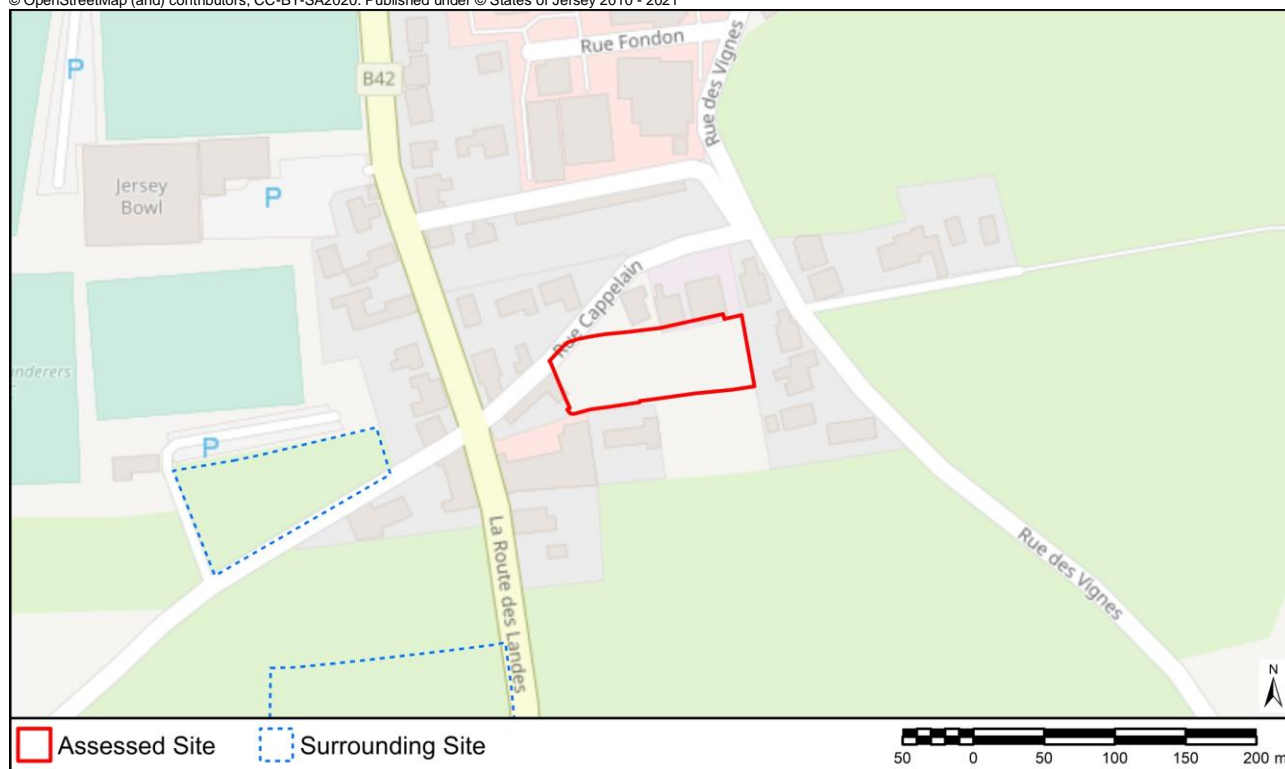 © OpenStreetMap (and) contributors, CC-BY-SA2020. Published under © States of Jersey 2010 - 2021
P
B42
Rue Fondon
Rue des Vignes
Jersey
Bowl
P
Rue Cappelain
nderers
P
La Route des Landes
Rue des Vignes
N
Assessed Site
Surrounding Site
50 0 50 100 150 200 m